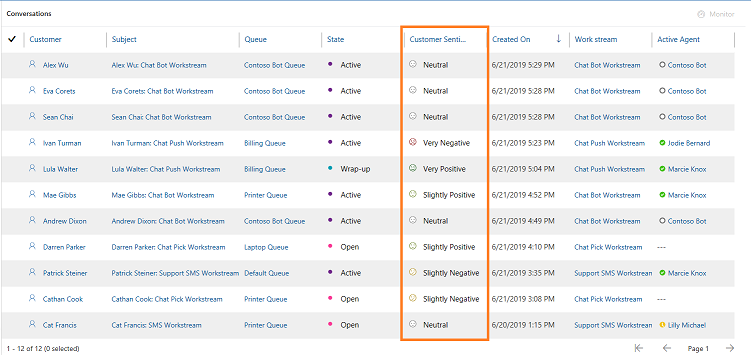 Conversations Monitor
Customer Subject Queue State Customer Senti... Created On Work stream Active Agent
Alex Wu Alex Wu: Chat Bot Workstream Contoso Bot Queue Active Neutral 6/21/2019 5:29 PM Chat Bot Workstream Contoso Bot
Eva Corets Eva Corets: Chat Bot Workstream Contoso Bot Queue Active Neutral 6/21/2019 5:28 PM Chat Bot Workstream Contoso Bot
Sean Chai Sean Chai: Chat Bot Workstream Contoso Bot Queue Active Neutral 6/21/2019 5:28 PM Chat Bot Workstream Contoso Bot
Ivan Turman Ivan Turman: Chat Push Workstream Billing Queue Active Very Negative 6/21/2019 5:23 PM Chat Push Workstream Jodie Bernard
Lula Walter Lula Walter: Chat Push Workstream Billing Queue Wrap-up Very Positive 6/21/2019 5:04 PM Chat Push Workstream Marcie Knox
Mae Gibbs Mae Gibbs: Chat Bot Workstream Printer Queue Active Slightly Positive 6/21/2019 4:52 PM Chat Bot Workstream Marcie Knox
Andrew Dixon Andrew Dixon: Chat Bot Workstream Contoso Bot Queue Active Neutral 6/21/2019 4:49 PM Chat Bot Workstream Contoso Bot
Darren Parker Darren Parker: Chat Pick Workstream Laptop Queue Open Slightly Positive 6/21/2019 4:10 PM Chat Pick Workstream ---
Patrick Steiner Patrick Steiner: Support SMS Workstream Default Queue Active Slightly Negative 6/21/2019 3:35 PM Support SMS Workstream Marcie Knox
Cathan Cook Cathan Cook: Chat Pick Workstream Printer Queue Open Slightly Negative 6/21/2019 3:08 PM Chat Pick Workstream ---
Cat Francis Cat Francis: SMS Workstream Printer Queue Open Neutral 6/20/2019 1:15 PM Support SMS Workstream Lilly Michael
1 - 12 of 12 (0 selected) Page 1